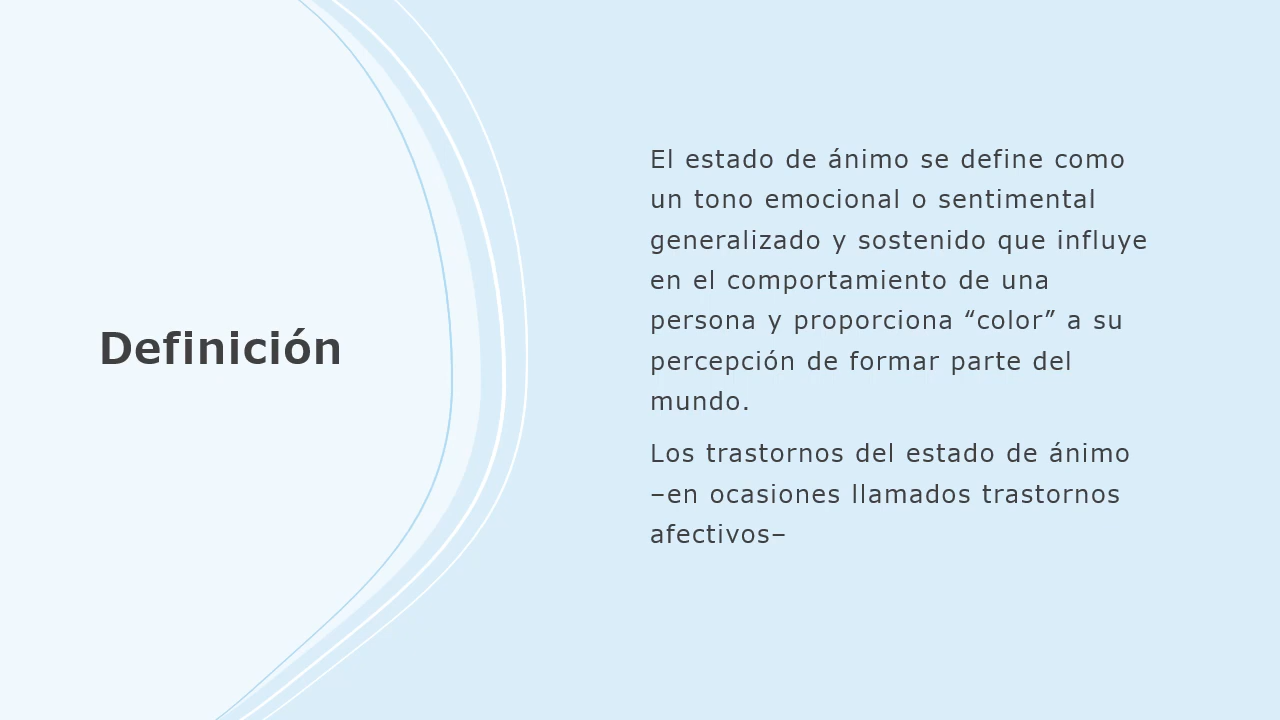 Definición
El estado de ánimo se define como
un tono emocional o sentimental
generalizado y sostenido que influye
en el comportamiento de una
persona y proporciona “color” a su
percepción de formar parte del
mundo.
Los trastornos del estado de ánimo
–en ocasiones llamados trastornos
afectivos–